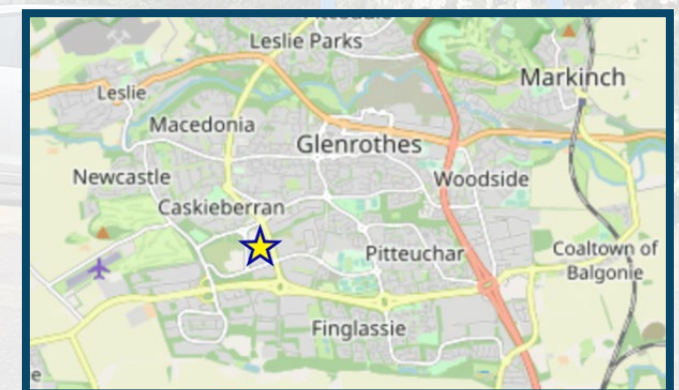 Leslie Parks
Markinch
Leslie
Macedonia
Glenrothes
Newcastle
Woodside
Caskieberran
Pitteuchar
Coaltown of
Balgonie
Finglassie
e